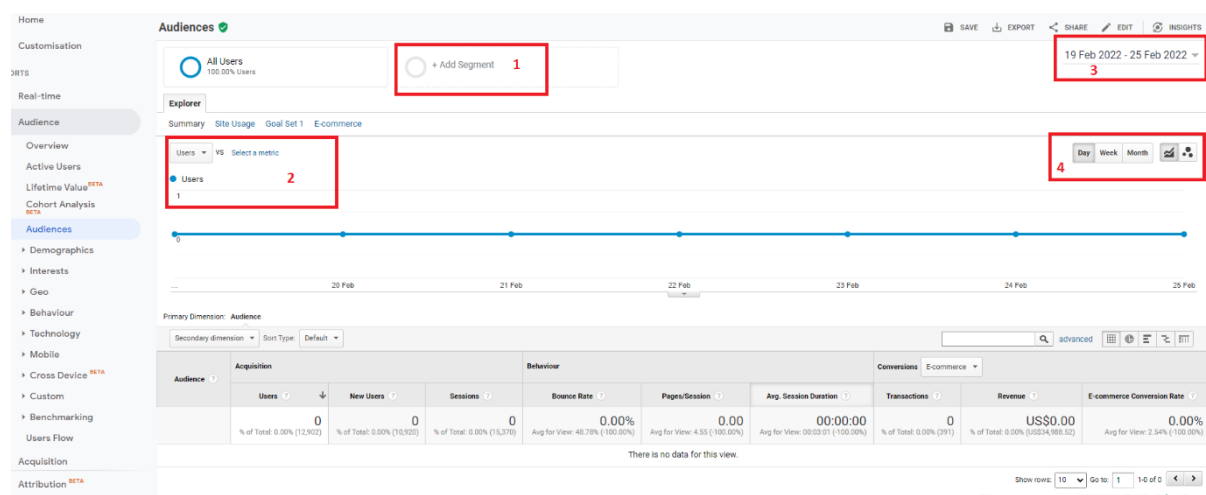 Home
Customisation
ORTS
Real-time
Audience
Overview
Active Users
Lifetime Value BETA
Cohort Analysis
BETA
Audiences
Demographics
Interests
Geo
Behaviour
Technology
Mobile
Cross Device BETA
Custom
Benchmarking
Users Flow
Acquisition
Attribution BETA
Audiences
SAVE EXPORT SHARE EDIT INSIGHTS
All Users
100.00% Users
+ Add Segment 1
19 Feb 2022 - 25 Feb 2022
3
Explorer
Summary Site Usage Goal Set 1 E-commerce
Users VS Select a metric
Day Week Month
4
Users 2
1
0
... 20 Feb 21 Feb 22 Feb 23 Feb 24 Feb 25 Feb
Primary Dimension: Audience
Secondary dimension Sort Type: Default
advanced
Audience Acquisition Behaviour Conversions E-commerce
Users New Users Sessions Bounce Rate Pages/Session Avg. Session Duration Transactions Revenue E-commerce Conversion Rate
0 0 0 0.00% 0.00 00:00:00 0 US$0.00 0.00%
% of Total: 0.00% (12,902) % of Total: 0.00% (10,920) % of Total: 0.00% (15,370) Avg for View: 48.78% (-100.00%) Avg for View: 4.55 (-100.00%) Avg for View: 00:03:01 (-100.00%) % of Total: 0.00% (391) % of Total: 0.00% (US$34,988.52) Avg for View: 2.54% (-100.00%)
There is no data for this view.
Show rows: 10 Go to: 1 1-0 of 0